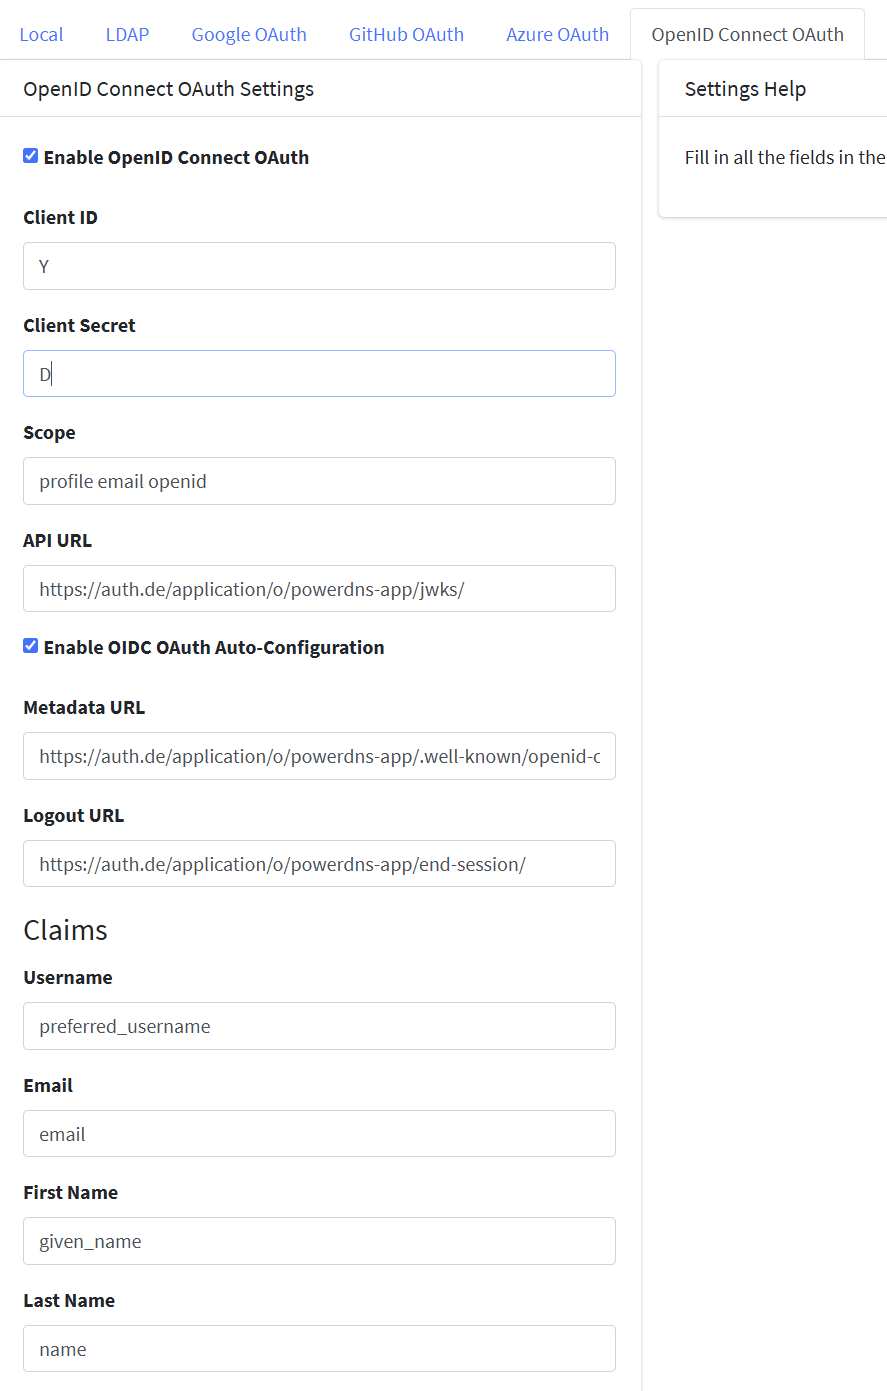 Local LDAP Google OAuth GitHub OAuth Azure OAuth OpenID Connect OAuth
OpenID Connect OAuth Settings
Enable OpenID Connect OAuth
Client ID
Y
Client Secret
D
Scope
profile email openid
API URL
https://auth.de/application/o/powerdns-app/jwks/
Enable OIDC OAuth Auto-Configuration
Metadata URL
https://auth.de/application/o/powerdns-app/.well-known/openid-c
Logout URL
https://auth.de/application/o/powerdns-app/end-session/
Claims
Username
preferred_username
Email
email
First Name
given_name
Last Name
name
Settings Help
Fill in all the fields in the